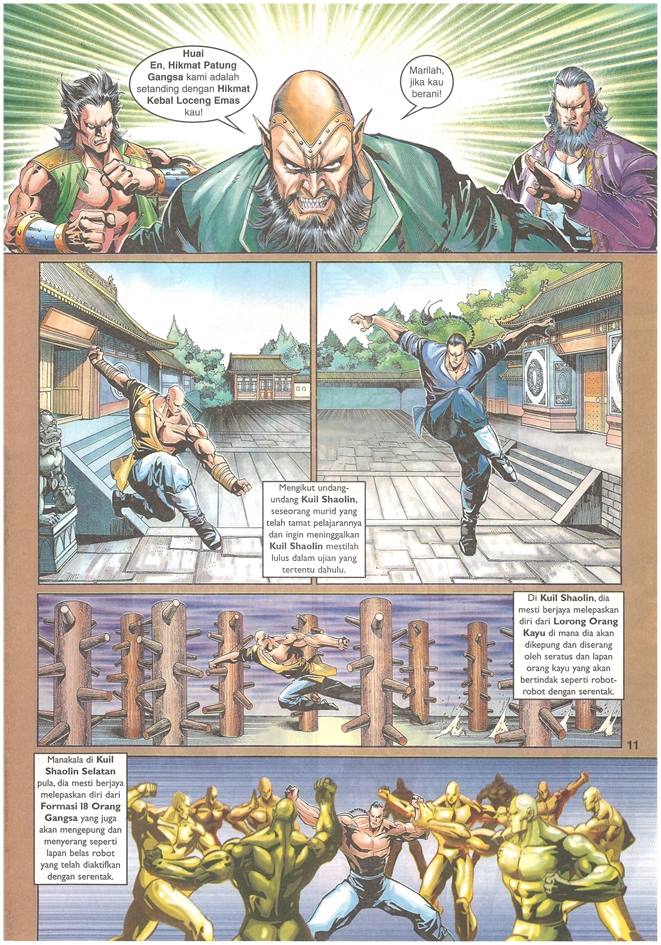 Huai
En, Hikmat Patung
Gangsa kami adalah
setanding dengan Hikmat
Kebal Loceng Emas
kau!
Marilah,
jika kau
berani!
Mengikut undang-
undang Kuil Shaolin,
seseorang murid yang
telah tamat pelajarannya
dan ingin meninggalkan
Kuil Shaolin mestilah
lulus dalam ujian yang
tertentu dahulu.
Di Kuil Shaolin, dia
mesti berjaya melepaskan
diri dari Lorong Orang
Kayu di mana dia akan
dikepung dan diserang
oleh seratus dan lapan
orang kayu yang akan
bertindak seperti robot-
robot dengan serentak.
11
Manakala di Kuil
Shaolin Selatan
pula, dia mesti berjaya
melepaskan diri dari
Formasi 18 Orang
Gangsa yang juga
akan mengepung dan
menyerang seperti
lapan belas robot
yang telah diaktifkan
dengan serentak.